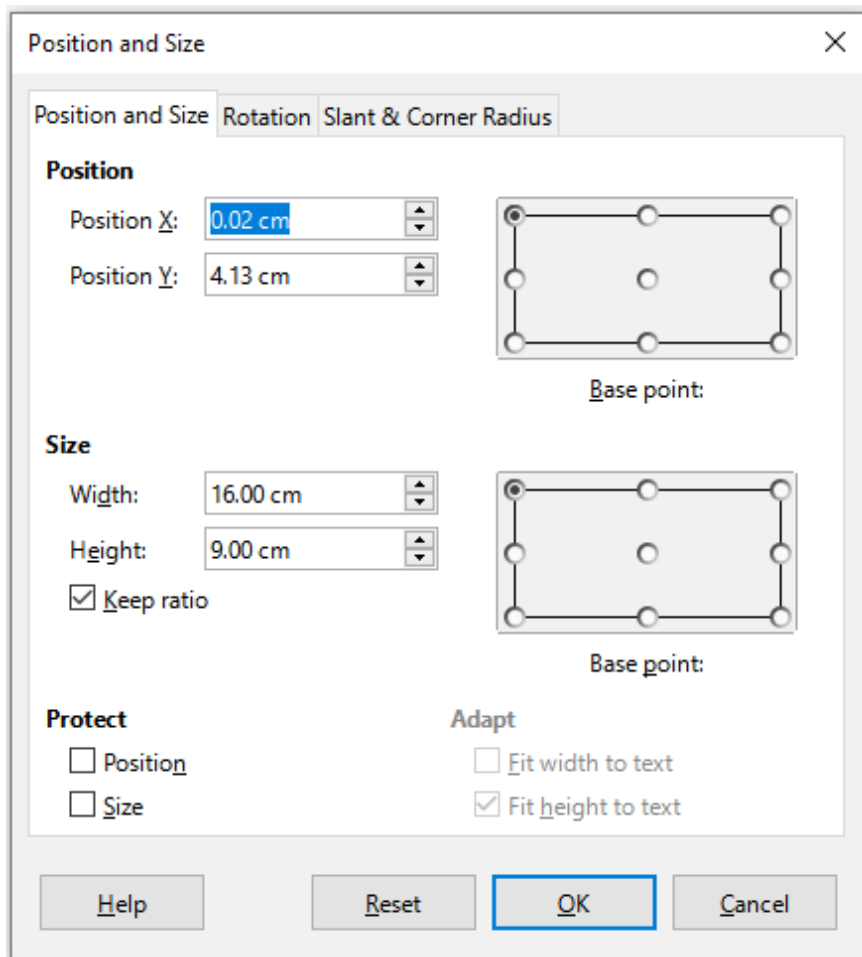 Position and Size
Position and Size Rotation Slant & Corner Radius
Position
Position X: 0.02 cm
Position Y: 4.13 cm
Base point:
Size
Width: 16.00 cm
Height: 9.00 cm
Keep ratio
Base point:
Protect Adapt
Position Fit width to text
Size Fit height to text
Help Reset OK Cancel